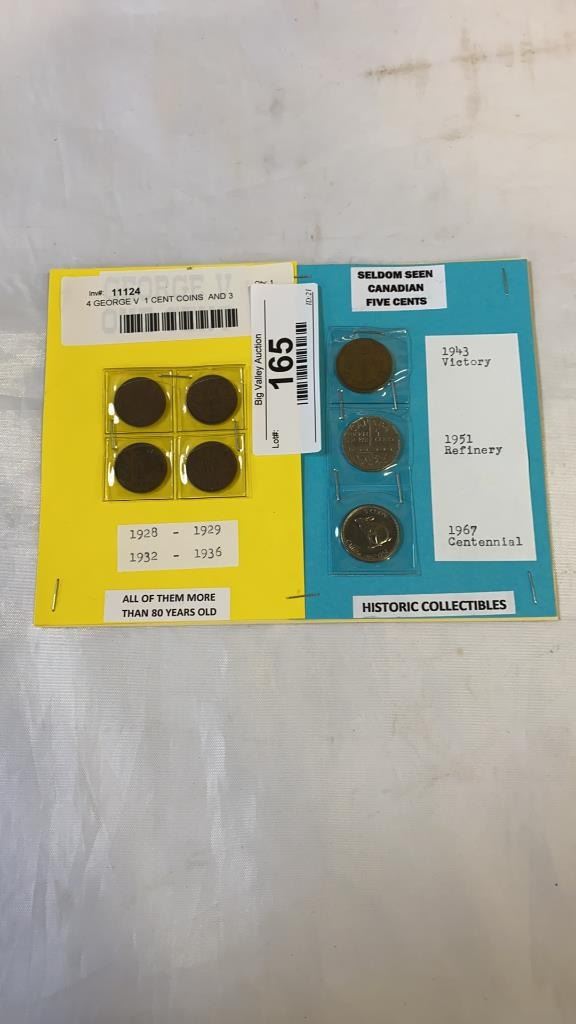 Inv#: 11124
4 GEORGE V 1 CENT COINS AND 3
GEORGE V
1928 - 1929
1932 - 1936
ALL OF THEM MORE
THAN 80 YEARS OLD
Big Valley Auction
165
Lot#:
SELDOM SEEN
CANADIAN
FIVE CENTS
1943
Victory
1951
Refinery
1967
Centennial
HISTORIC COLLECTIBLES